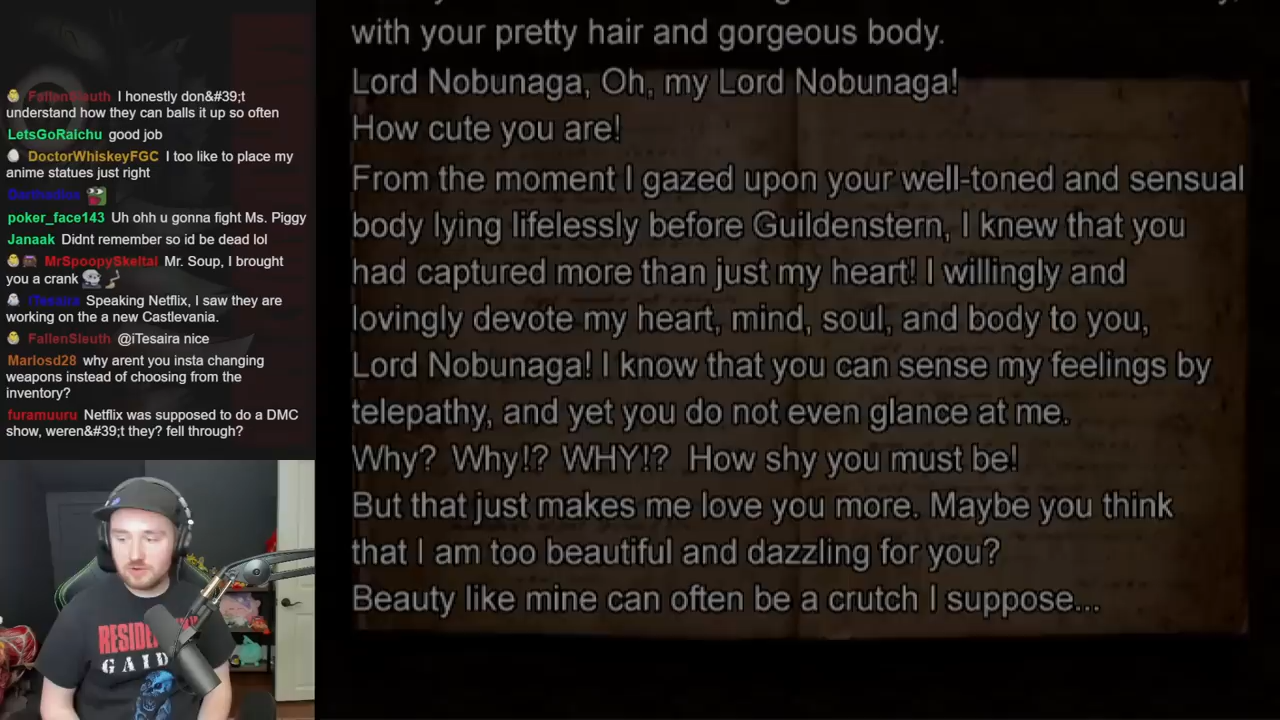 FallenSleuth I honestly don&#39;t
understand how they can balls it up so often
LetsGoRalchu good job
DoctorWhiskeyFGC I too like to place my
anime statues just right
poker_face143 Uh ohh u gonna fight Ms. Piggy
Janaak Didnt remember so id be dead lol
MrSpoopySkeltal Mr. Soup, I brought
you a crank
iTesaira Speaking Netflix, I saw they are
working on the a new Castlevania.
FallenSleuth @iTesaira nice
Mariosd28 why arent you insta changing
weapons instead of choosing from the
inventory?
furamuuru Netflix was supposed to do a DMC
show, weren&#39;t they? fell through?
RESIDE
GAID
with your pretty hair and gorgeous body.
Lord Nobunaga, Oh, my Lord Nobunaga!
How cute you are!
From the moment I gazed upon your well-toned and sensual
body lying lifelessly before Guildenstern, I knew that you
had captured more than just my heart! I willingly and
lovingly devote my heart, mind, soul, and body to you,
Lord Nobunaga! I know that you can sense my feelings by
telepathy, and yet you do not even glance at me.
Why? Why!? WHY!? How shy you must be!
But that just makes me love you more. Maybe you think
that I am too beautiful and dazzling for you?
Beauty like mine can often be a crutch I suppose...